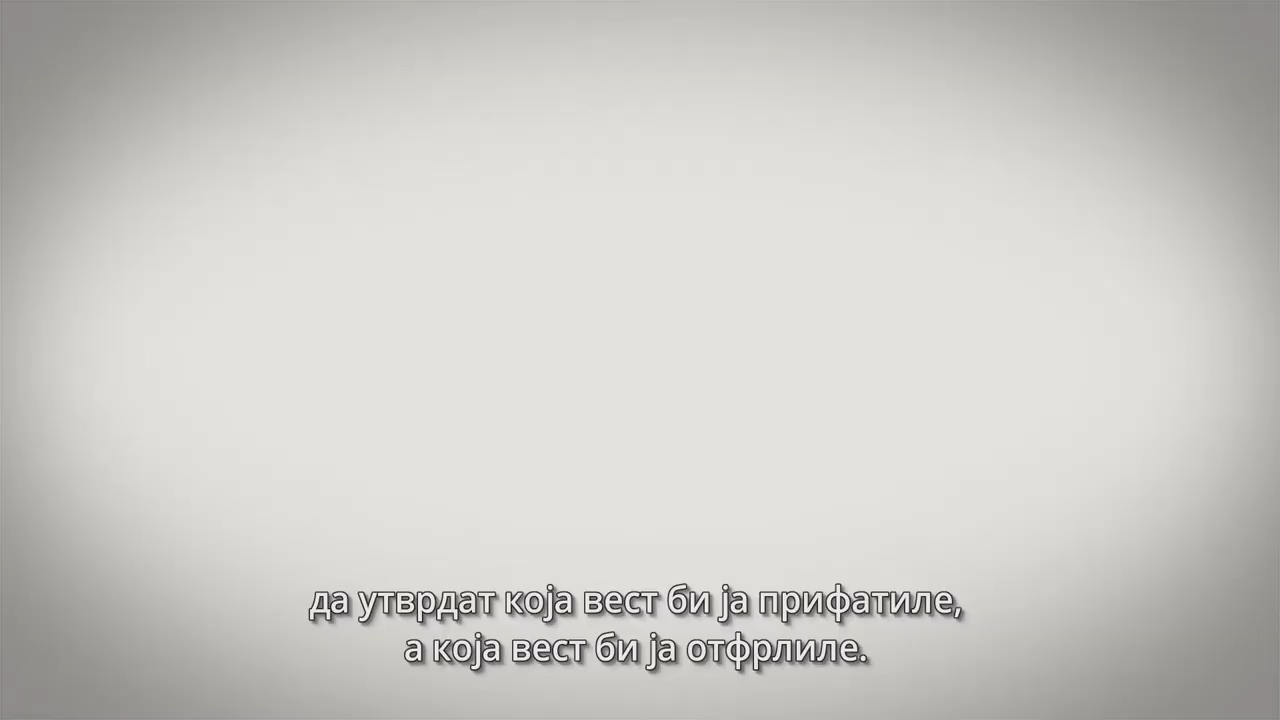 да утврдат која вест би ја прифатиле,
а која вест би ја отфрлиле.